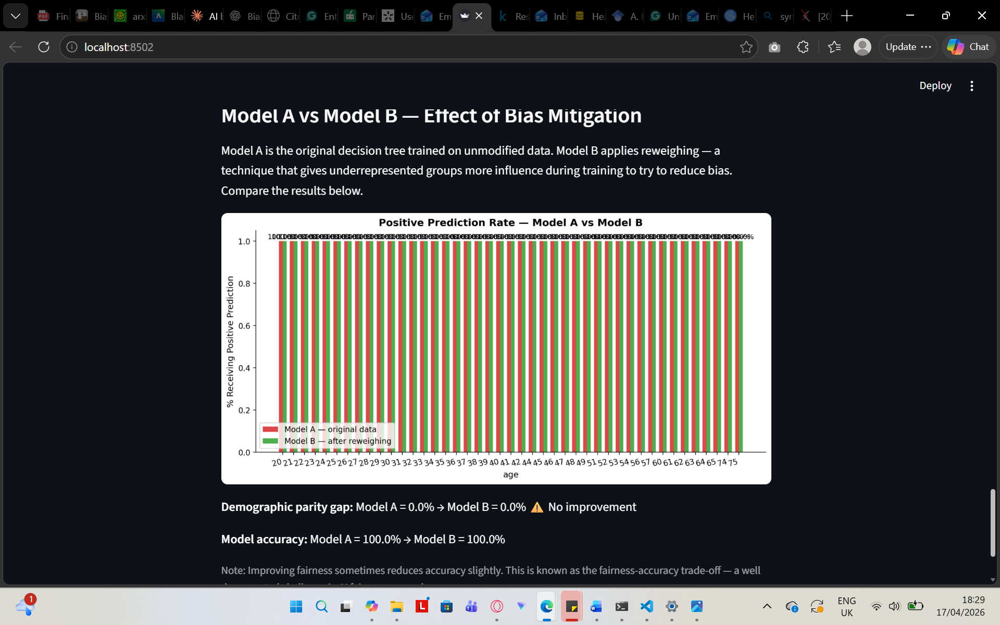 Fin
Bia
arx
Bla
AI b
Bia
Cit
Ent
Par
Use
Em
Res
Inb
He
A. I
Un
Em
He
syn
[20
localhost:8502
Update
Chat
Deploy
Model A vs Model B — Effect of Bias Mitigation
Model A is the original decision tree trained on unmodified data. Model B applies reweighing — a
technique that gives underrepresented groups more influence during training to try to reduce bias.
Compare the results below.
Positive Prediction Rate — Model A vs Model B
1.0
0.8
0.6
0.4
0.2
0.0
% Receiving Positive Prediction
Model A — original data
Model B — after reweighing
20 21 22 23 24 25 26 27 28 29 30 31 32 33 34 35 36 37 38 39 40 41 42 44 45 46 47 48 49 51 52 53 54 56 57 60 61 62 63 64 65 74 75
age
Demographic parity gap: Model A = 0.0% → Model B = 0.0% ⚠️ No improvement
Model accuracy: Model A = 100.0% → Model B = 100.0%
Note: Improving fairness sometimes reduces accuracy slightly. This is known as the fairness-accuracy trade-off — a well
1
L
ENG
UK
18:29
17/04/2026